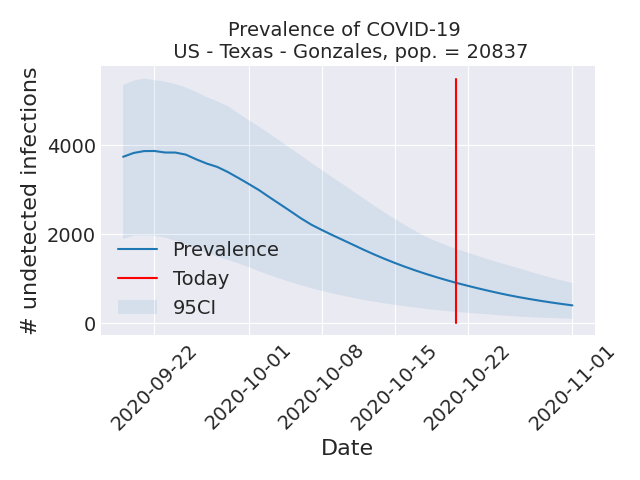 Prevalence of COVID-19
US - Texas - Gonzales, pop. = 20837
# undetected infections
4000
2000
0
Prevalence
Today
95CI
2020-09-22
2020-10-01
2020-10-08
2020-10-15
2020-10-22
2020-11-01
Date